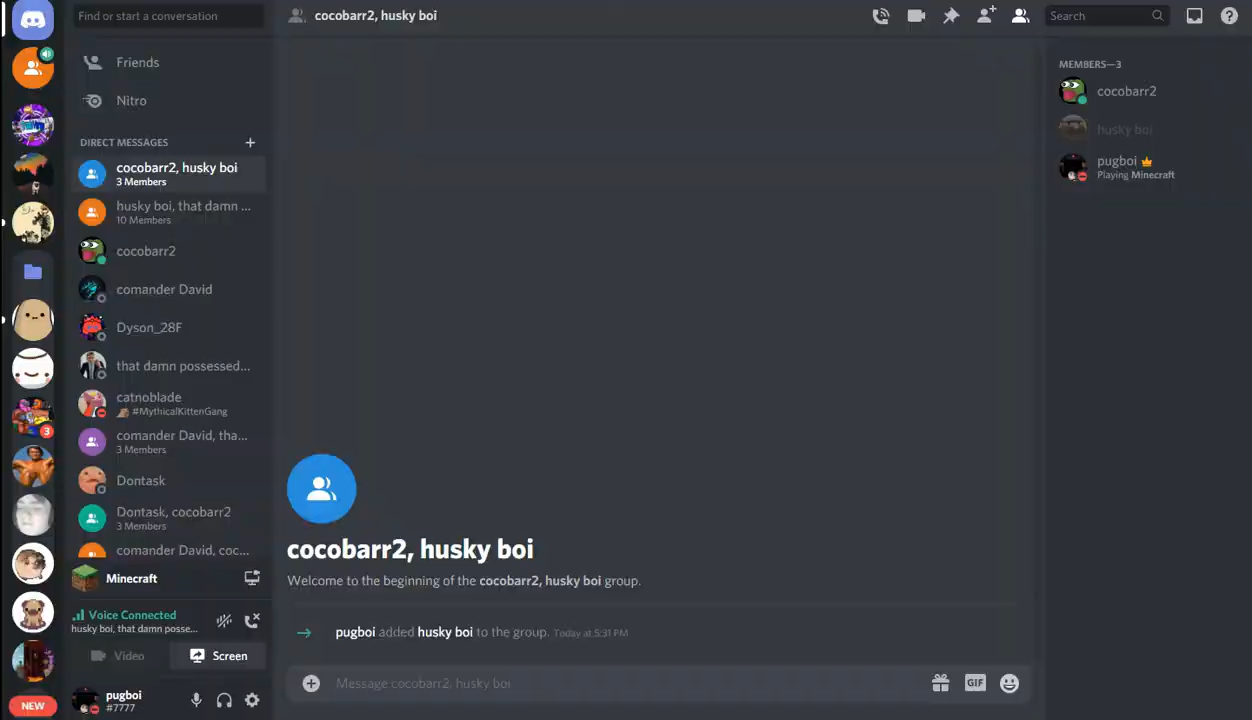 Find or start a conversation
Friends
Nitro
DIRECT MESSAGES
cocobarr2, husky boi
3 Members
husky boi, that damn ...
10 Members
cocobarr2
comander David
Dyson_28F
that damn possessed...
catnoblade
#MythicalKittenGang
comander David, tha...
3 Members
Dontask
Dontask, cocobarr2
3 Members
comander David, coc...
Minecraft
Voice Connected
husky boi, that damn posse...
Video
Screen
pugboi
#7777
3
NEW
cocobarr2, husky boi
Search
cocobarr2, husky boi
Welcome to the beginning of the cocobarr2, husky boi group.
pugboi added husky boi to the group. Today at 5:31 PM
Message cocobarr2, husky boi
GIF
MEMBERS—3
cocobarr2
husky boi
pugboi
Playing Minecraft